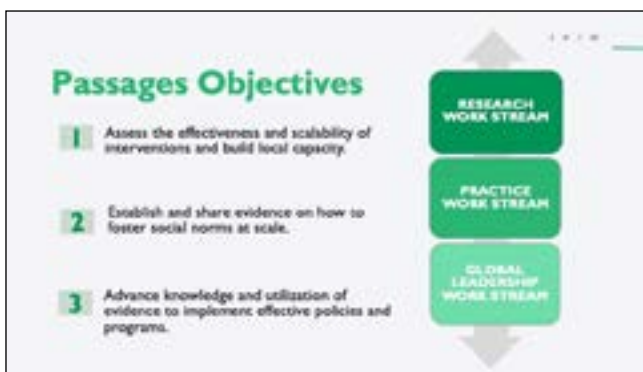 Passages Objectives
1
Assess the effectiveness and scalability of
interventions and build local capacity.
2
Establish and share evidence on how to
foster social norms at scale.
3
Advance knowledge and utilization of
evidence to implement effective policies and
programs.
RESEARCH
WORK STREAM
PRACTICE
WORK STREAM
GLOBAL
LEADERSHIP
WORK STREAM